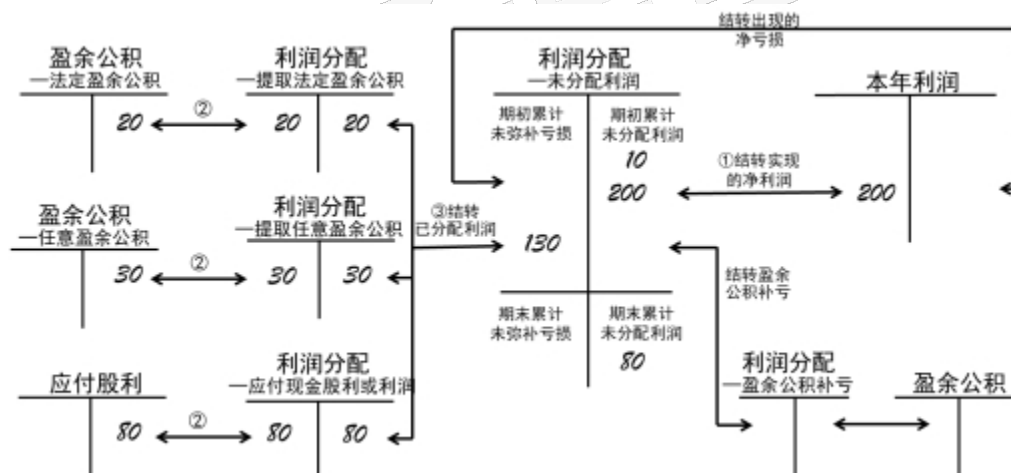 结转出现的
净亏损
盈余公积
—法定盈余公积
利润分配
—提取法定盈余公积
利润分配
—未分配利润
本年利润
20
②
20
20
期初累计
未弥补亏损
期初累计
未分配利润
10
200
①结转实现
的净利润
200
盈余公积
—任意盈余公积
利润分配
—提取任意盈余公积
③结转
已分配利润
130
30
②
30
30
结转盈余
公积补亏
期末累计
未弥补亏损
期末累计
未分配利润
80
应付股利
利润分配
—应付现金股利或利润
利润分配
—盈余公积补亏
盈余公积
80
②
80
80